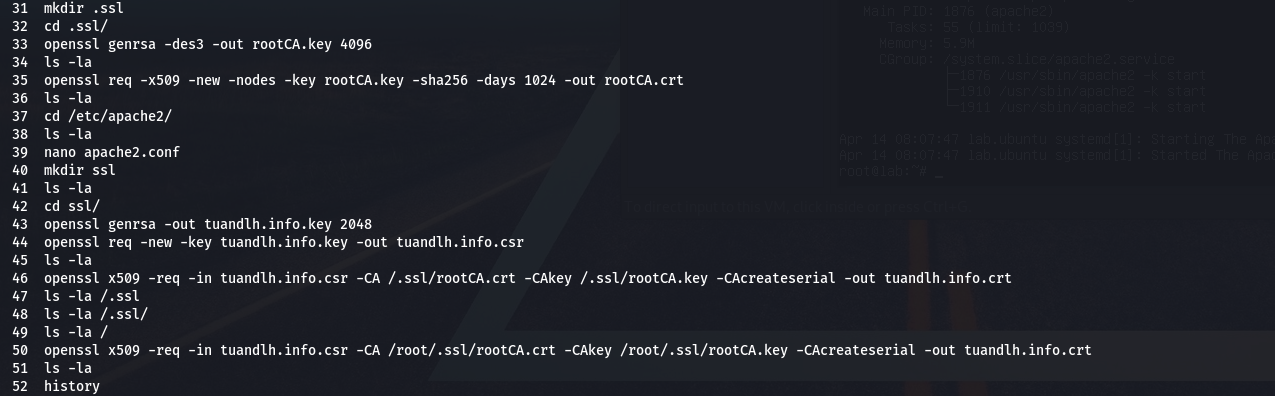 31 mkdir .ssl
32 cd .ssl/
33 openssl genrsa -des3 -out rootCA.key 4096
34 ls -la
35 openssl req -x509 -new -nodes -key rootCA.key -sha256 -days 1024 -out rootCA.crt
36 ls -la
37 cd /etc/apache2/
38 ls -la
39 nano apache2.conf
40 mkdir ssl
41 ls -la
42 cd ssl/
43 openssl genrsa -out tuandlh.info.key 2048
44 openssl req -new -key tuandlh.info.key -out tuandlh.info.csr
45 ls -la
46 openssl x509 -req -in tuandlh.info.csr -CA /.ssl/rootCA.crt -CAkey /.ssl/rootCA.key -CAcreateserial -out tuandlh.info.crt
47 ls -la /.ssl
48 ls -la /.ssl/
49 ls -la /
50 openssl x509 -req -in tuandlh.info.csr -CA /root/.ssl/rootCA.crt -CAkey /root/.ssl/rootCA.key -CAcreateserial -out tuandlh.info.crt
51 ls -la
52 history
Main PID: 1876 (apache2)
Tasks: 55 (limit: 1039)
Memory: 5.9M
CGroup: /system.slice/apache2.service
├─1876 /usr/sbin/apache2 -k start
├─1910 /usr/sbin/apache2 -k start
└─1911 /usr/sbin/apache2 -k start
Apr 14 08:07:47 lab.ubuntu systemd[1]: Starting The Apac
Apr 14 08:07:47 lab.ubuntu systemd[1]: Started The Apac
root@lab:~# _